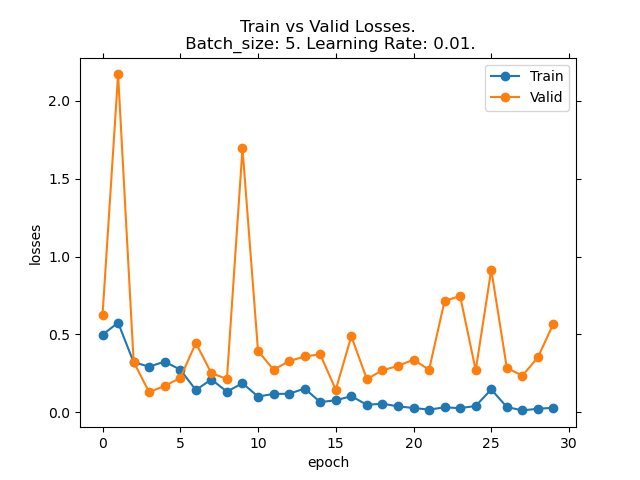 Train vs Valid Losses.
Batch_size: 5. Learning Rate: 0.01.
Train
Valid
2.0
1.5
1.0
0.5
0.0
losses
0 5 10 15 20 25 30
epoch